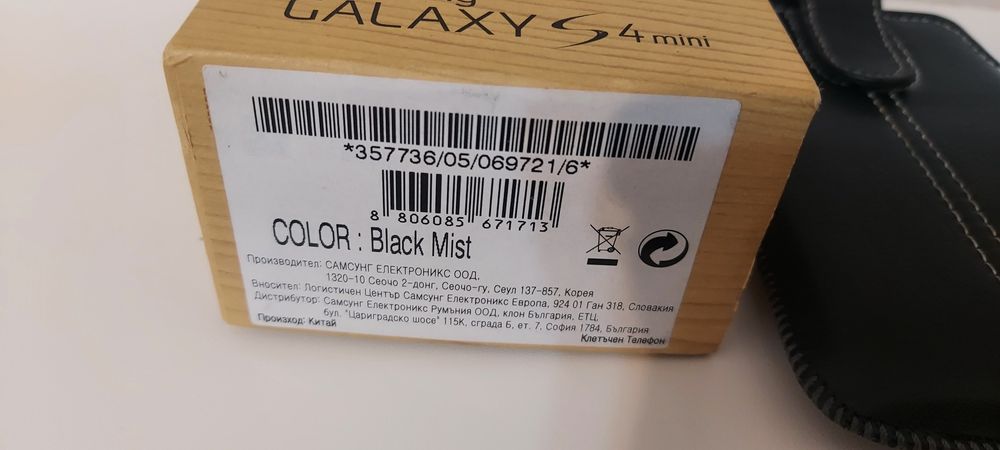 GALAXY S4 mini
*357736/05/069721/6*
8 806085 671713
COLOR : Black Mist
Производител: САМСУНГ ЕЛЕКТРОНИКС ООД,
1320-10 Сеочо 2-донг, Сеочо-гу, Сеул 137-857, Корея
Вносител: Логистичен Център Самсунг Електроникс Европа, 924 01 Ган 318, Словакия
Дистрибутор: Самсунг Електроникс Румъния ООД, клон България, ЕТЦ,
бул. "Цариградско шосе" 115К, сграда Б, ет. 7, София 1784, България
Произход: Китай
Клетъчен Телефон